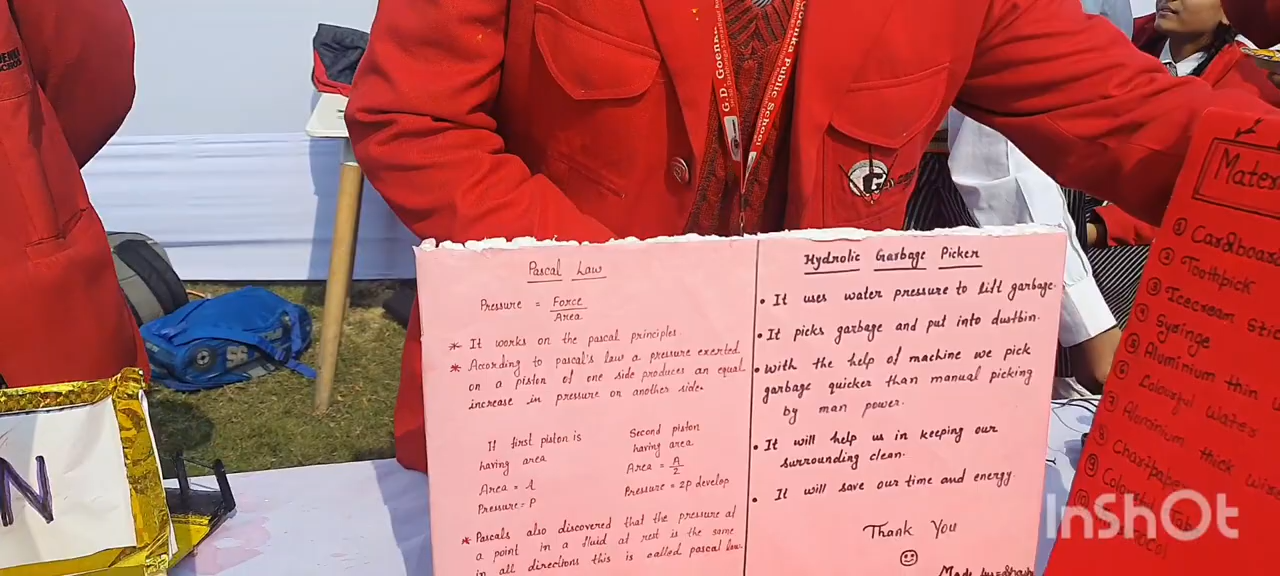 G.D. Goenka
Goenka Public School
N
Pascal Law
Pressure = Force
Area
* It works on the pascal principles.
* According to pascal's law a pressure exerted
on a piston of one side produces an equal
increase in pressure on another side.
If first piston is
having area
Area = A
Pressure = P
Second piston
having area
Area = A/2
Pressure = 2P develop
* Pascals also discovered that the pressure at
a point in a fluid at rest is the same
in all directions this is called pascal law.
Hydrolic Garbage Picker
• It uses water pressure to lift garbage.
• It picks garbage and put into dustbin.
• with the help of machine we pick
garbage quicker than manual picking
by man power.
• It will help us in keeping our
surrounding clean.
• It will save our time and energy.
Thank You
Made by:
① Cardboard
② Toothpick
③ Icecream
④ Syringe
⑤ Aluminium thin
⑥ Colourful waters
⑦ Aluminium thick
⑧
⑨
⑩
InShOt